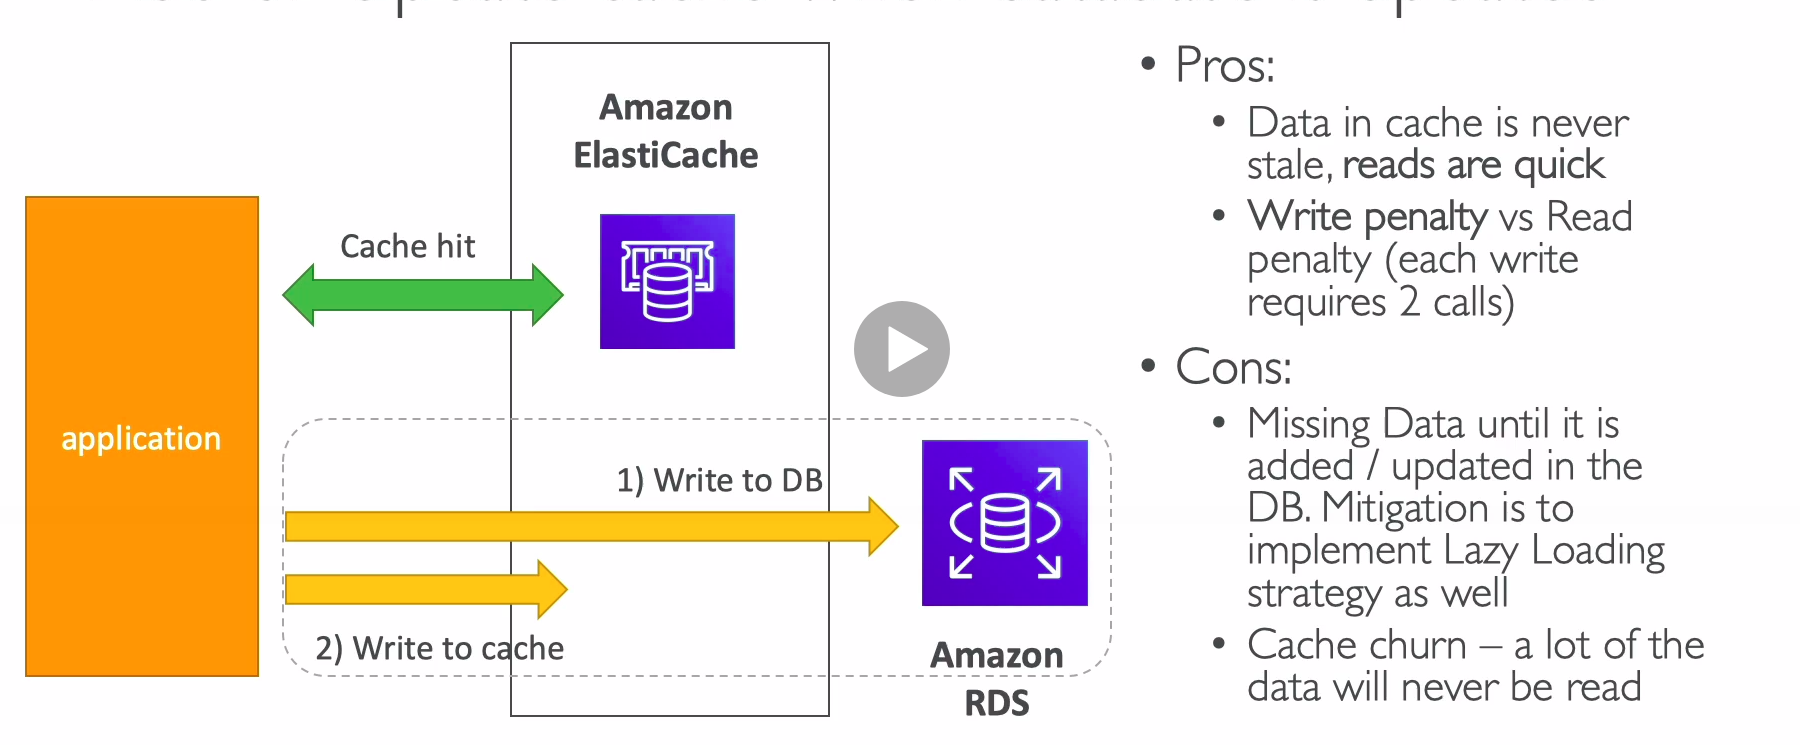 Amazon
ElastiCache
Cache hit
application
1) Write to DB
2) Write to cache
Amazon
RDS
• Pros:
• Data in cache is never
stale, reads are quick
• Write penalty vs Read
penalty (each write
requires 2 calls)
• Cons:
• Missing Data until it is
added / updated in the
DB. Mitigation is to
implement Lazy Loading
strategy as well
• Cache churn – a lot of the
data will never be read